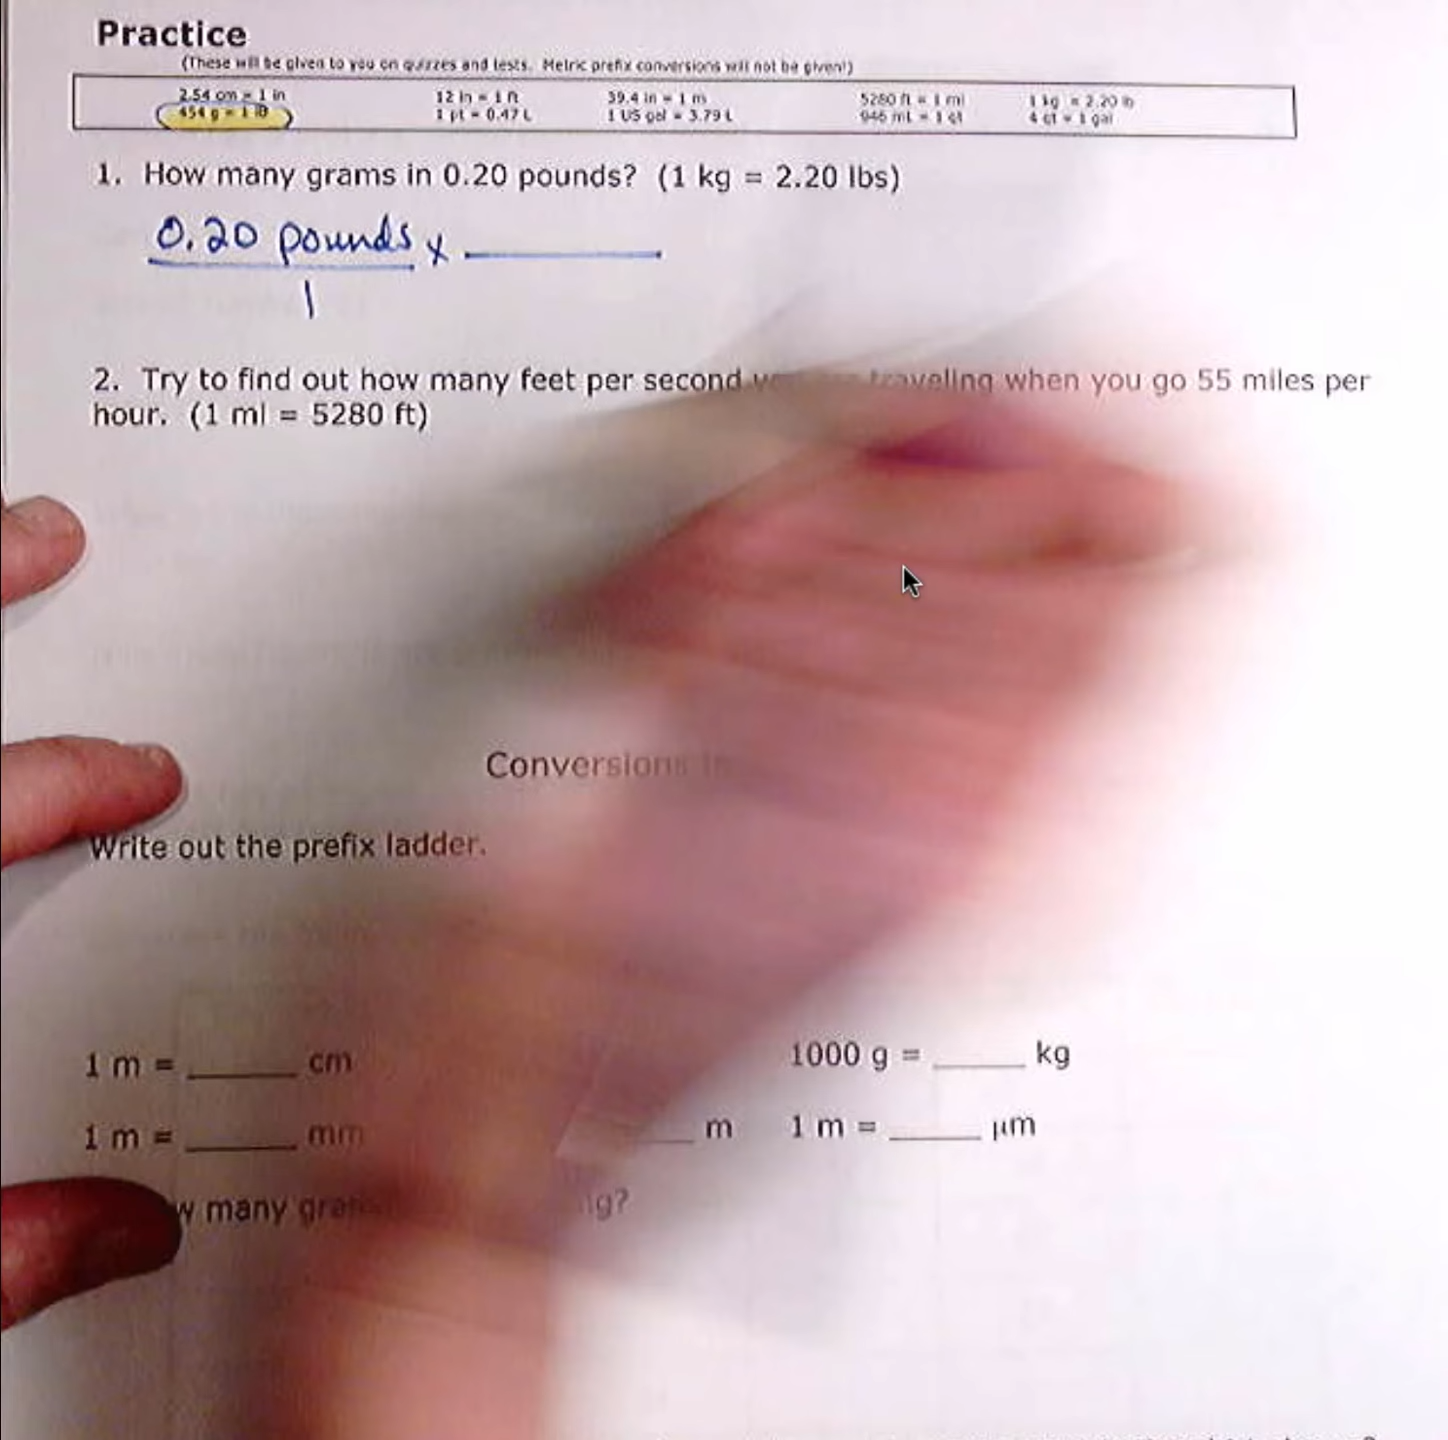 Practice
(These will be given to you on quizzes and tests. Metric prefix conversions will not be given!)
2.54 cm = 1 in 12 in = 1 ft 39.4 in = 1 m 5280 ft = 1 mi 1 kg = 2.20 lb
454 g = 1 lb 1 pt = 0.47 L 1 US gal = 3.79 L 946 mL = 1 qt 4 qt = 1 gal
1. How many grams in 0.20 pounds? (1 kg = 2.20 lbs)
0.20 pounds x
1
2. Try to find out how many feet per second traveling when you go 55 miles per
hour. (1 mi = 5280 ft)
Conversions
Write out the prefix ladder.
1 m = ______ cm 1000 g = _____ kg
1 m = ______ mm ___ m 1 m = _____ µm
many